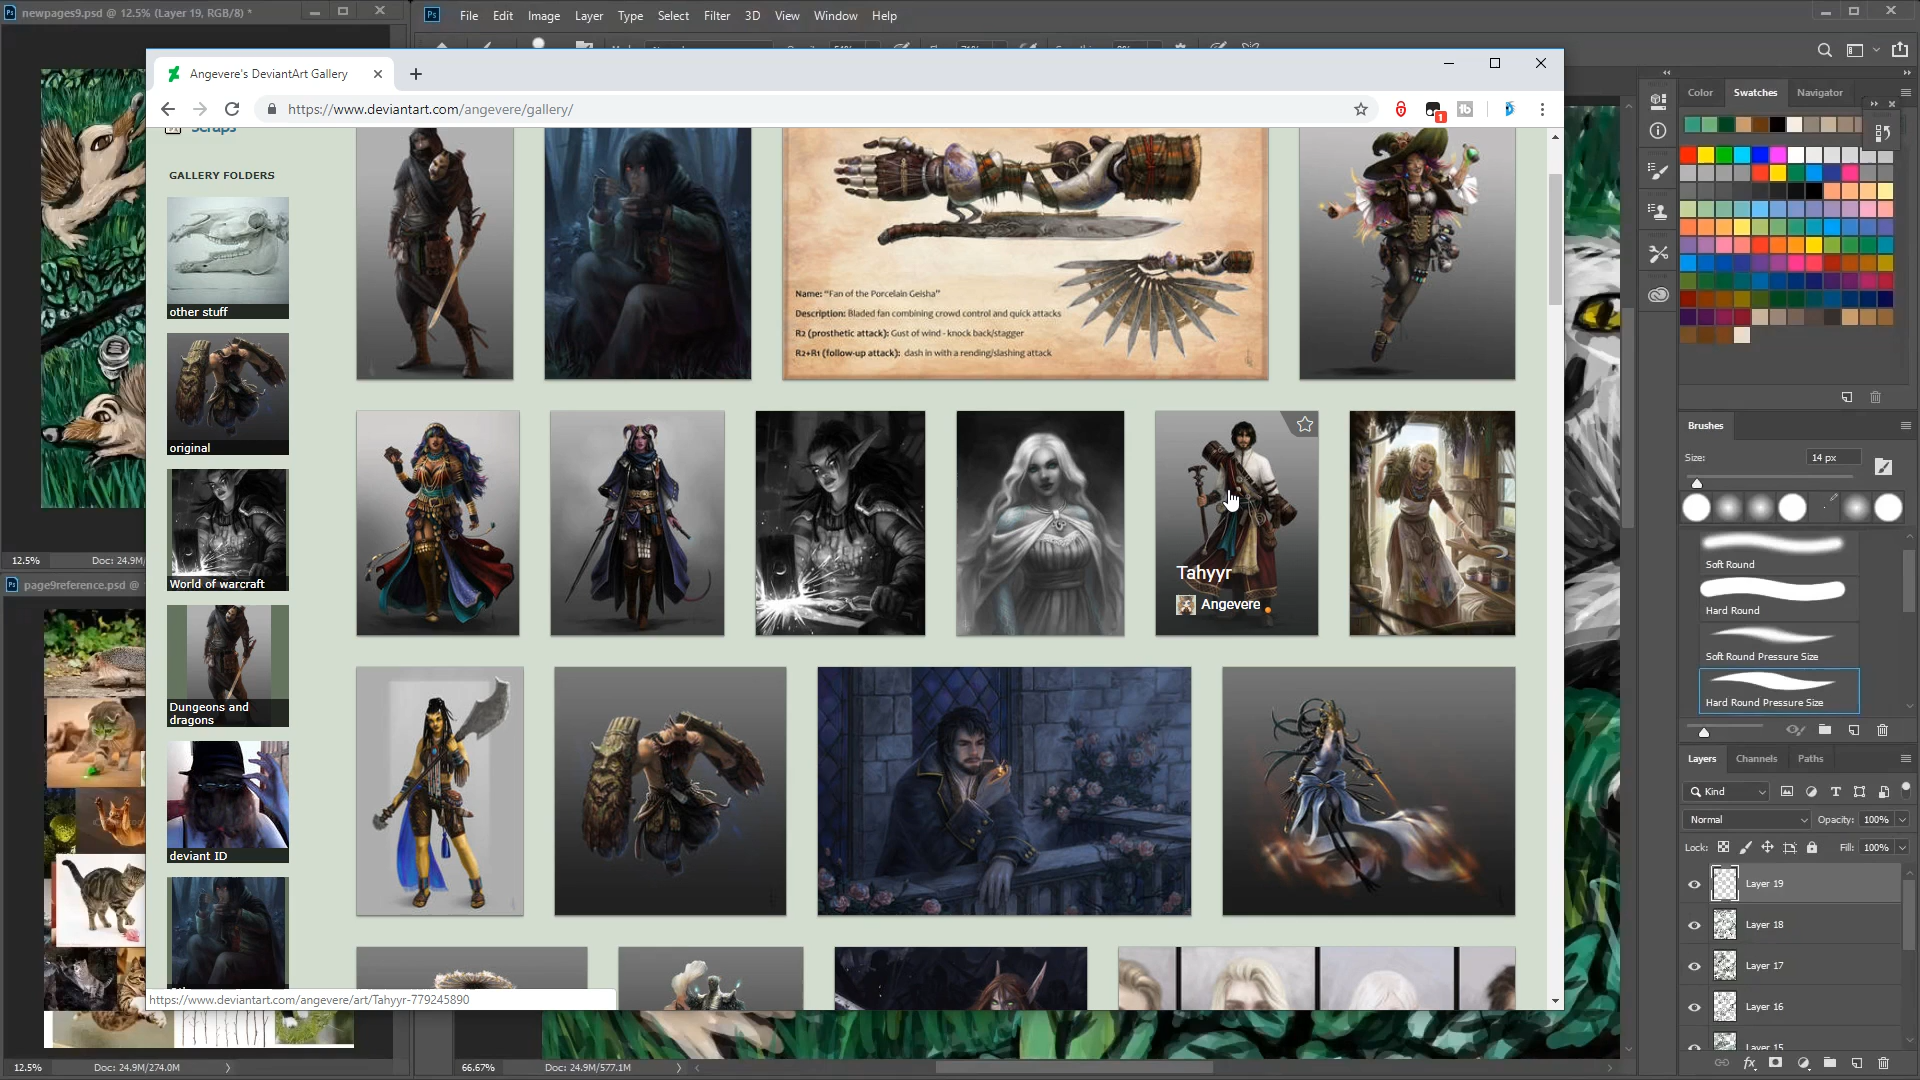 newpages9.psd @ 12.5% (Layer 19, RGB/8) *
Ps File Edit Image Layer Type Select Filter 3D View Window Help
Angevere's DeviantArt Gallery
https://www.deviantart.com/angevere/gallery/
Scraps
GALLERY FOLDERS
other stuff
original
World of warcraft
Dungeons and
dragons
deviant ID
Name: "Fan of the Porcelain Geisha"
Description: Bladed fan combining crowd control and quick attacks
R2 (prosthetic attack): Gust of wind - knock back/stagger
R2+R1 (follow-up attack): dash in with a rending/slashing attack
Tahyyr
Angevere
https://www.deviantart.com/angevere/art/Tahyyr-779245890
12.5% Doc: 24.9M/
page9reference.psd @
12.5% Doc: 24.9M/274.0M
66.67% Doc: 24.9M/577.1M
Color Swatches Navigator
Brushes
Size: 14 px
Soft Round
Hard Round
Soft Round Pressure Size
Hard Round Pressure Size
Layers Channels Paths
Kind
Normal Opacity: 100%
Lock: Fill: 100%
Layer 19
Layer 18
Layer 17
Layer 16
Layer 15